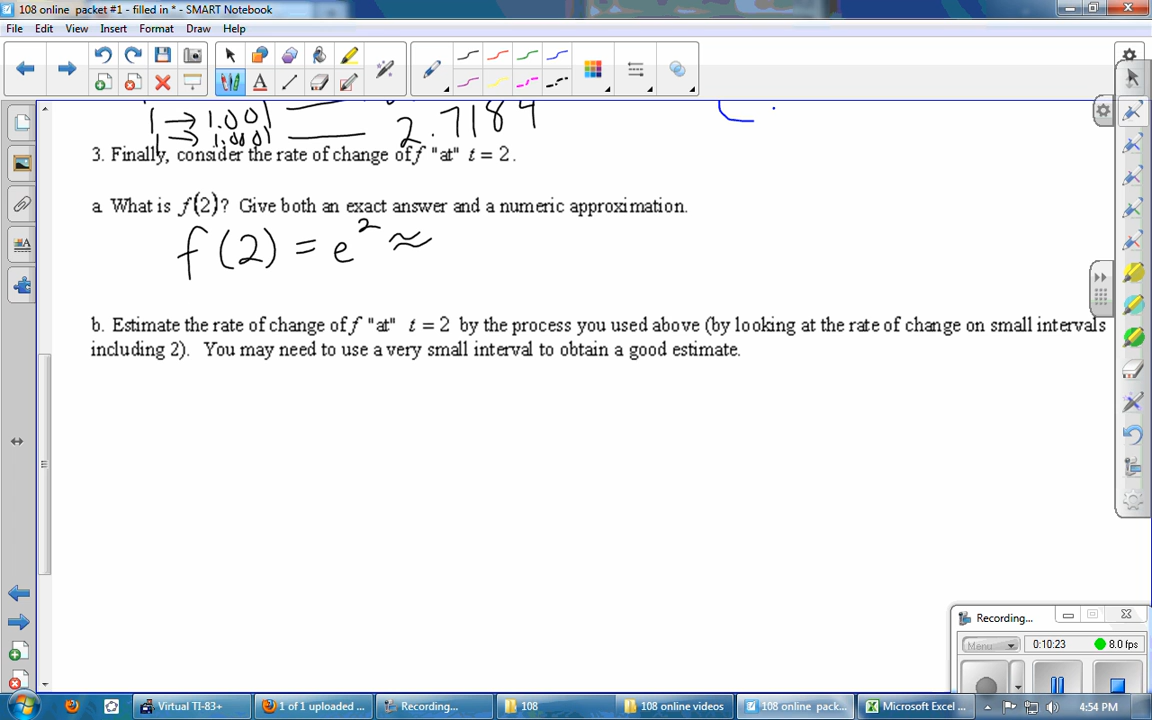 108 online packet #1 - filled in * - SMART Notebook
File Edit View Insert Format Draw Help
1 → 1.001
1 → 1.0001 2.7184
3. Finally, consider the rate of change of f "at" t = 2.
a. What is f(2)? Give both an exact answer and a numeric approximation.
f(2) = e² ≈
b. Estimate the rate of change of f "at" t = 2 by the process you used above (by looking at the rate of change on small intervals
including 2). You may need to use a very small interval to obtain a good estimate.
Recording...
Menu 0:10:23 8.0 fps
Virtual TI-83+ 1 of 1 uploaded ... Recording... 108 108 online videos 108 online pack... Microsoft Excel ... 4:54 PM